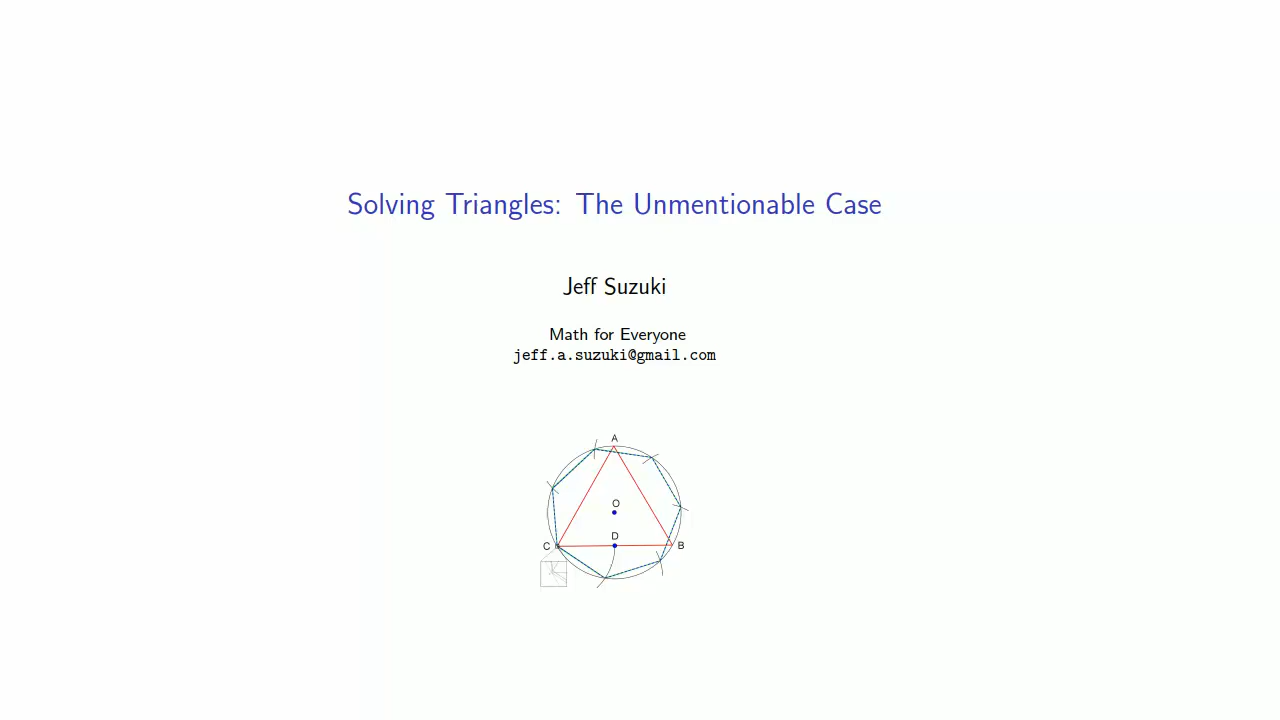 Solving Triangles: The Unmentionable Case
Jeff Suzuki
Math for Everyone
jeff.a.suzuki@gmail.com
A
O
D
C
B